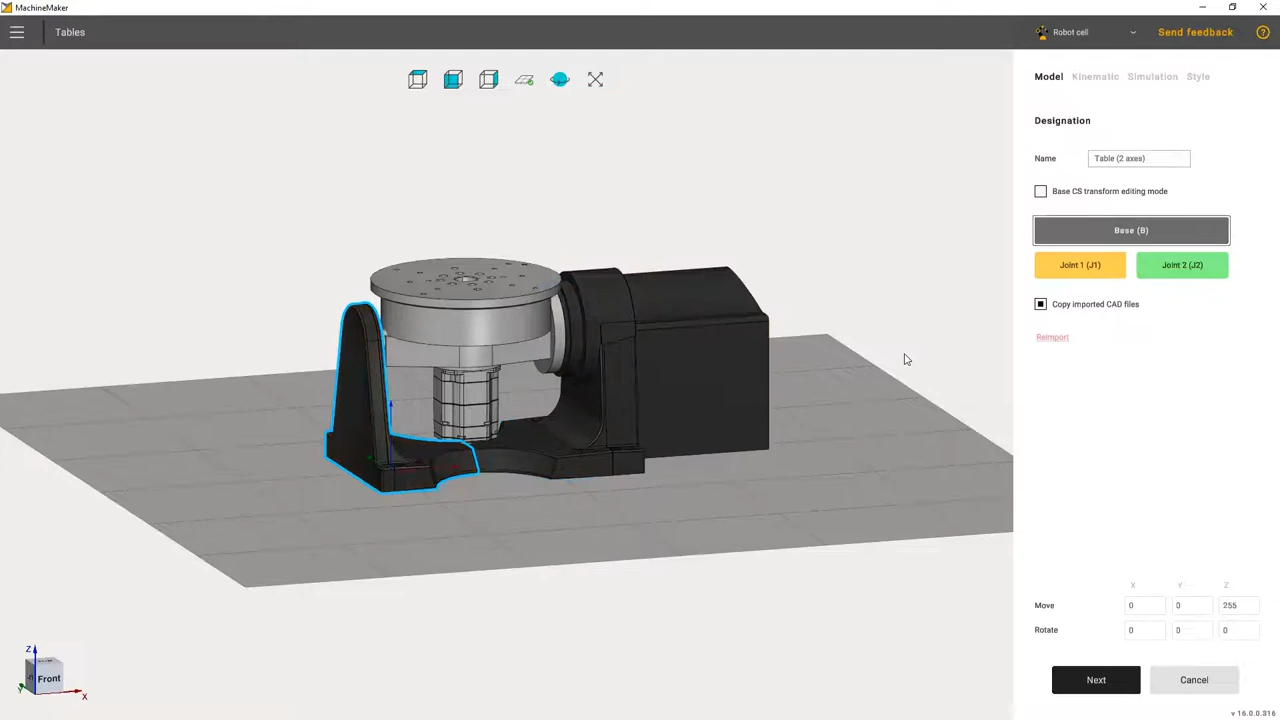 MachineMaker
Tables
Robot cell
Send feedback
?
Model Kinematic Simulation Style
Designation
Name Table (2 axes)
Base CS transform editing mode
Base (B)
Joint 1 (J1) Joint 2 (J2)
Copy imported CAD files
Reimport
X Y Z
Move 0 0 255
Rotate 0 0 0
Next Cancel
v 16.0.0.316
Z
Front
Y
X